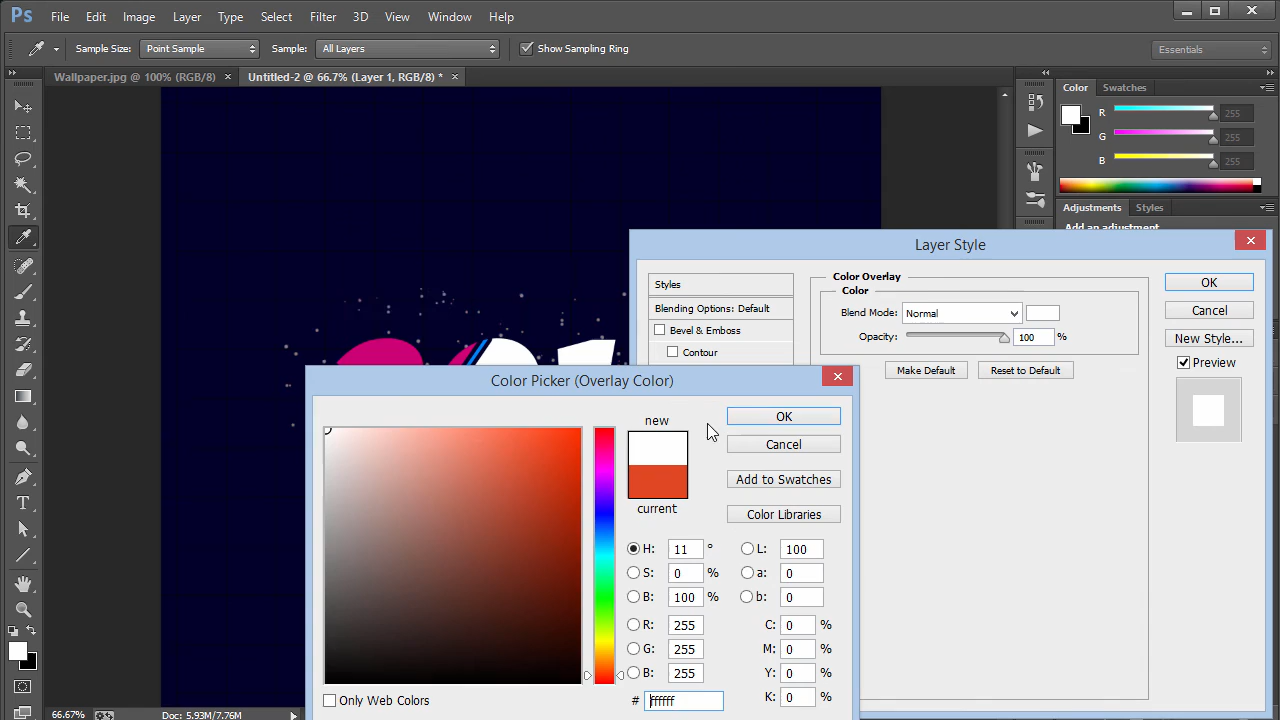 Ps File Edit Image Layer Type Select Filter 3D View Window Help
Sample Size: Point Sample Sample: All Layers Show Sampling Ring Essentials
Wallpaper.jpg @ 100% (RGB/8) × Untitled-2 @ 66.7% (Layer 1, RGB/8) * ×
Color Swatches
R 255
G 255
B 255
Adjustments Styles
Add an adjustment
Layer Style
Styles
Blending Options: Default
Bevel & Emboss
Contour
Color Overlay
Color
Blend Mode: Normal
Opacity: 100 %
Make Default Reset to Default
OK
Cancel
New Style...
Preview
Color Picker (Overlay Color)
new
current
OK
Cancel
Add to Swatches
Color Libraries
H: 11 ° L: 100
S: 0 % a: 0
B: 100 % b: 0
R: 255 C: 0 %
G: 255 M: 0 %
B: 255 Y: 0 %
# ffffff K: 0 %
Only Web Colors
66.67% Doc: 5.93M/7.76M